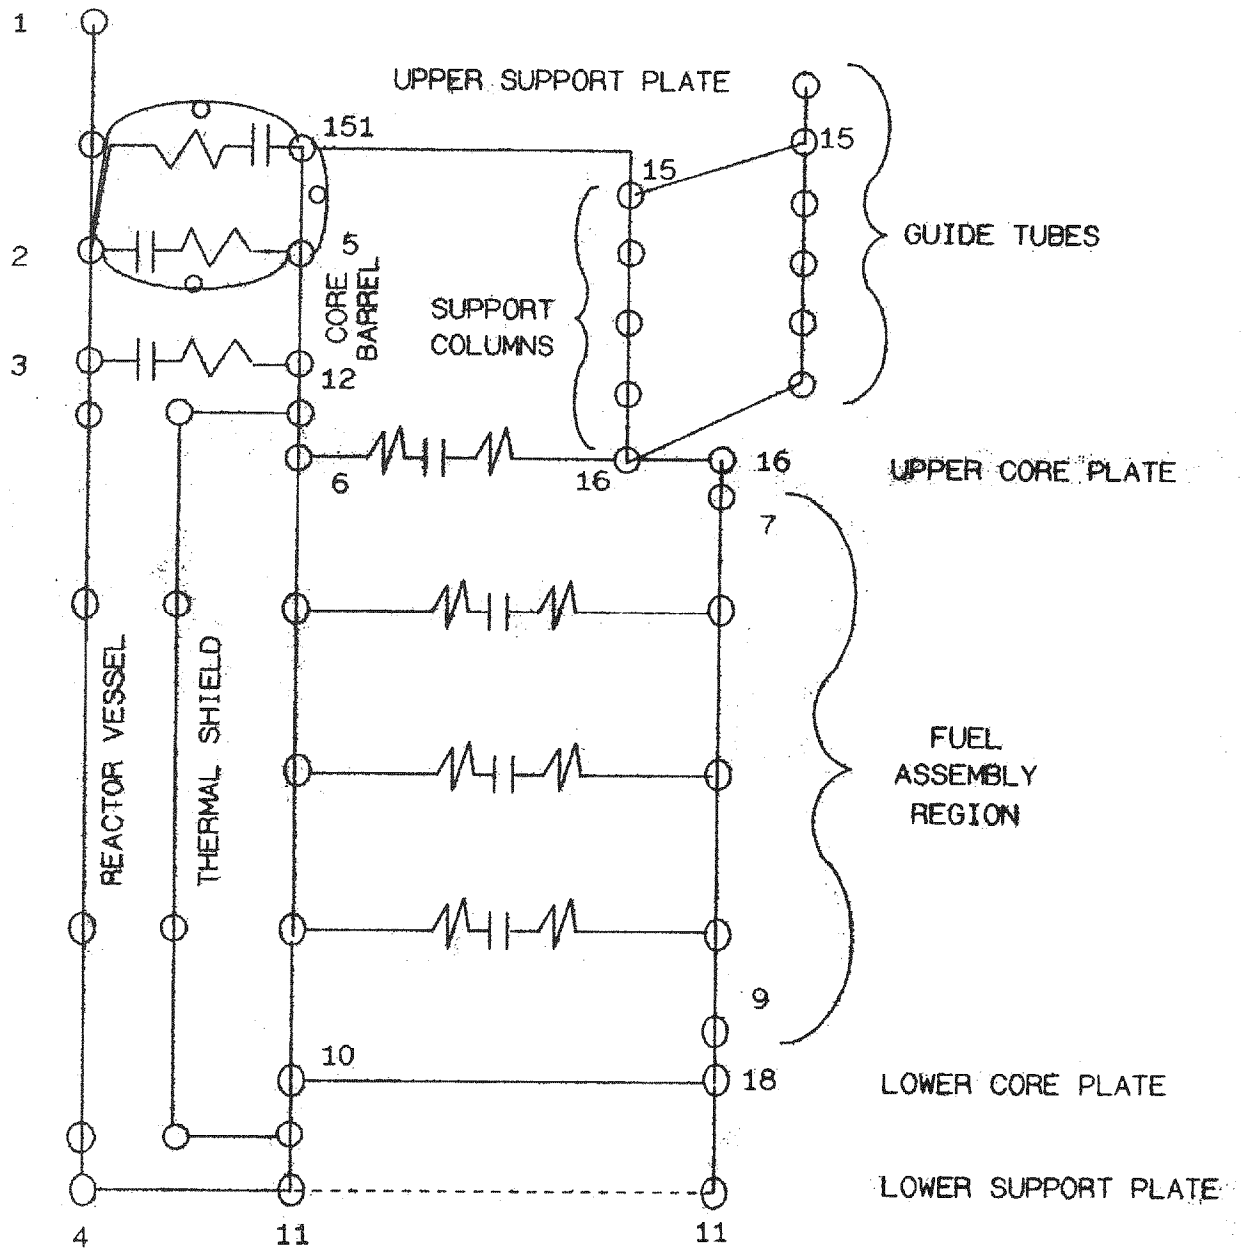 1
UPPER SUPPORT PLATE
151
15
15
2
5
GUIDE TUBES
CORE
BARREL
SUPPORT
COLUMNS
3
12
6
16
16
UPPER CORE PLATE
7
REACTOR VESSEL
THERMAL SHIELD
FUEL
ASSEMBLY
REGION
9
10
18
LOWER CORE PLATE
LOWER SUPPORT PLATE
4
11
11